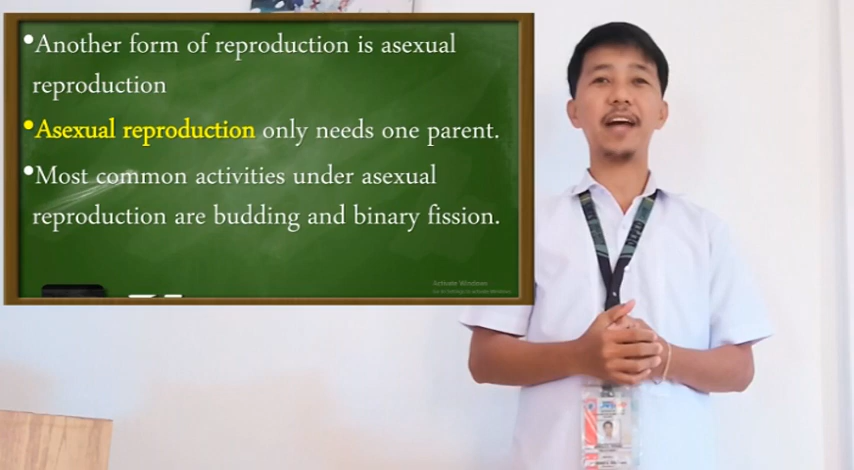 •Another form of reproduction is asexual
reproduction
•Asexual reproduction only needs one parent.
•Most common activities under asexual
reproduction are budding and binary fission.
Activate Windows